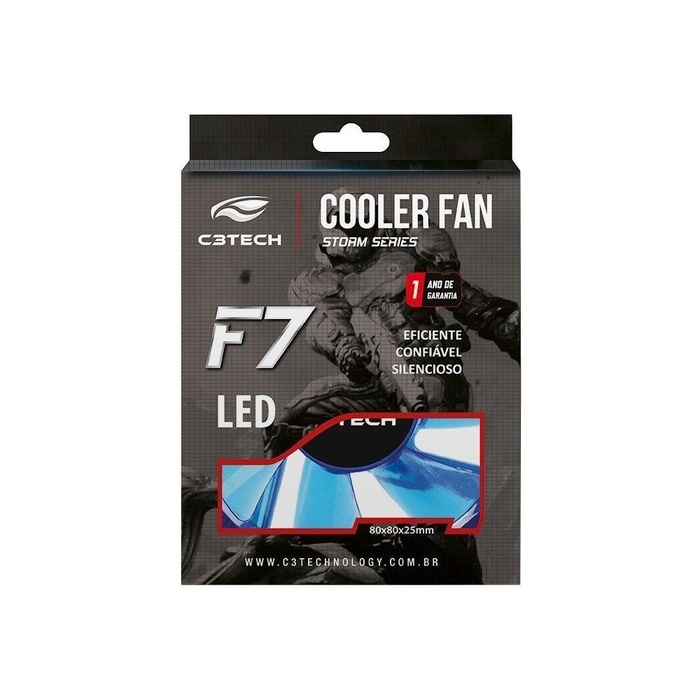 C3TECH
COOLER FAN
STORM SERIES
1 ANO DE
GARANTIA
F7
EFICIENTE
CONFIÁVEL
SILENCIOSO
LED
TECH
80x80x25mm
WWW.C3TECHNOLOGY.COM.BR